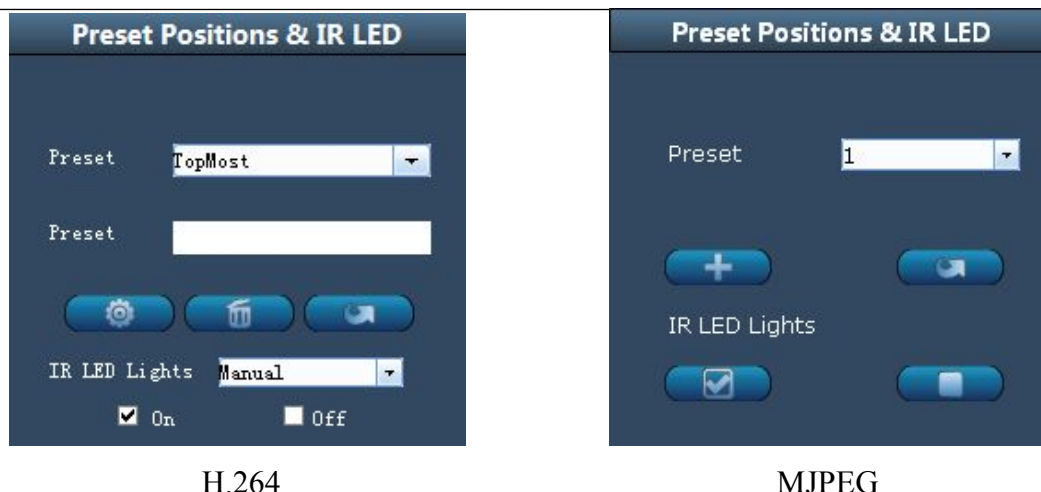 Preset Positions & IR LED
Preset TopMost
Preset
IR LED Lights Manual
On Off
H.264
Preset Positions & IR LED
Preset 1
IR LED Lights
MJPEG